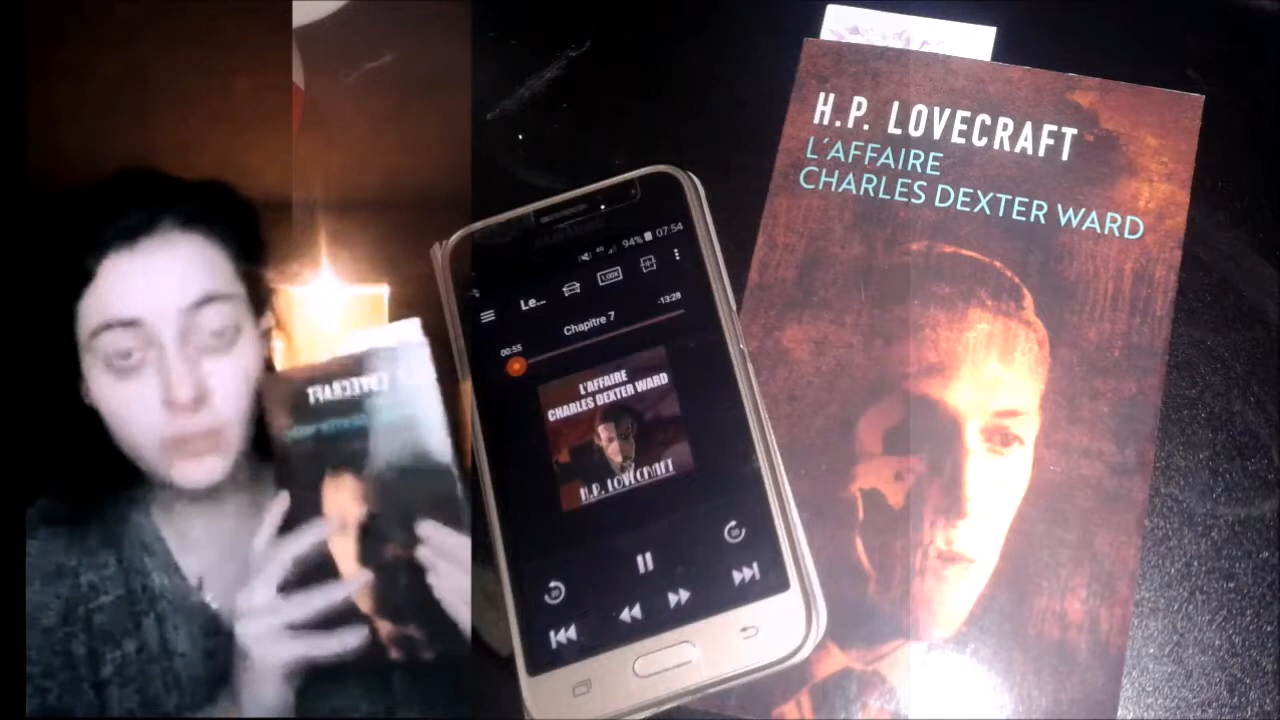 H.P. LOVECRAFT
L'AFFAIRE
CHARLES DEXTER WARD
94% 07:54
Le...
1.00X
Chapitre 7
-13:28
00:55
L'AFFAIRE
CHARLES DEXTER WARD
H.P. LOVECRAFT
LOVECRAFT